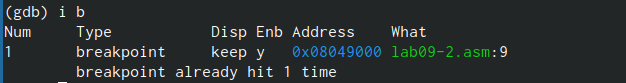 (gdb) i b
Num     Type           Disp Enb Address    What
1       breakpoint     keep y   0x08049000 lab09-2.asm:9
        breakpoint already hit 1 time